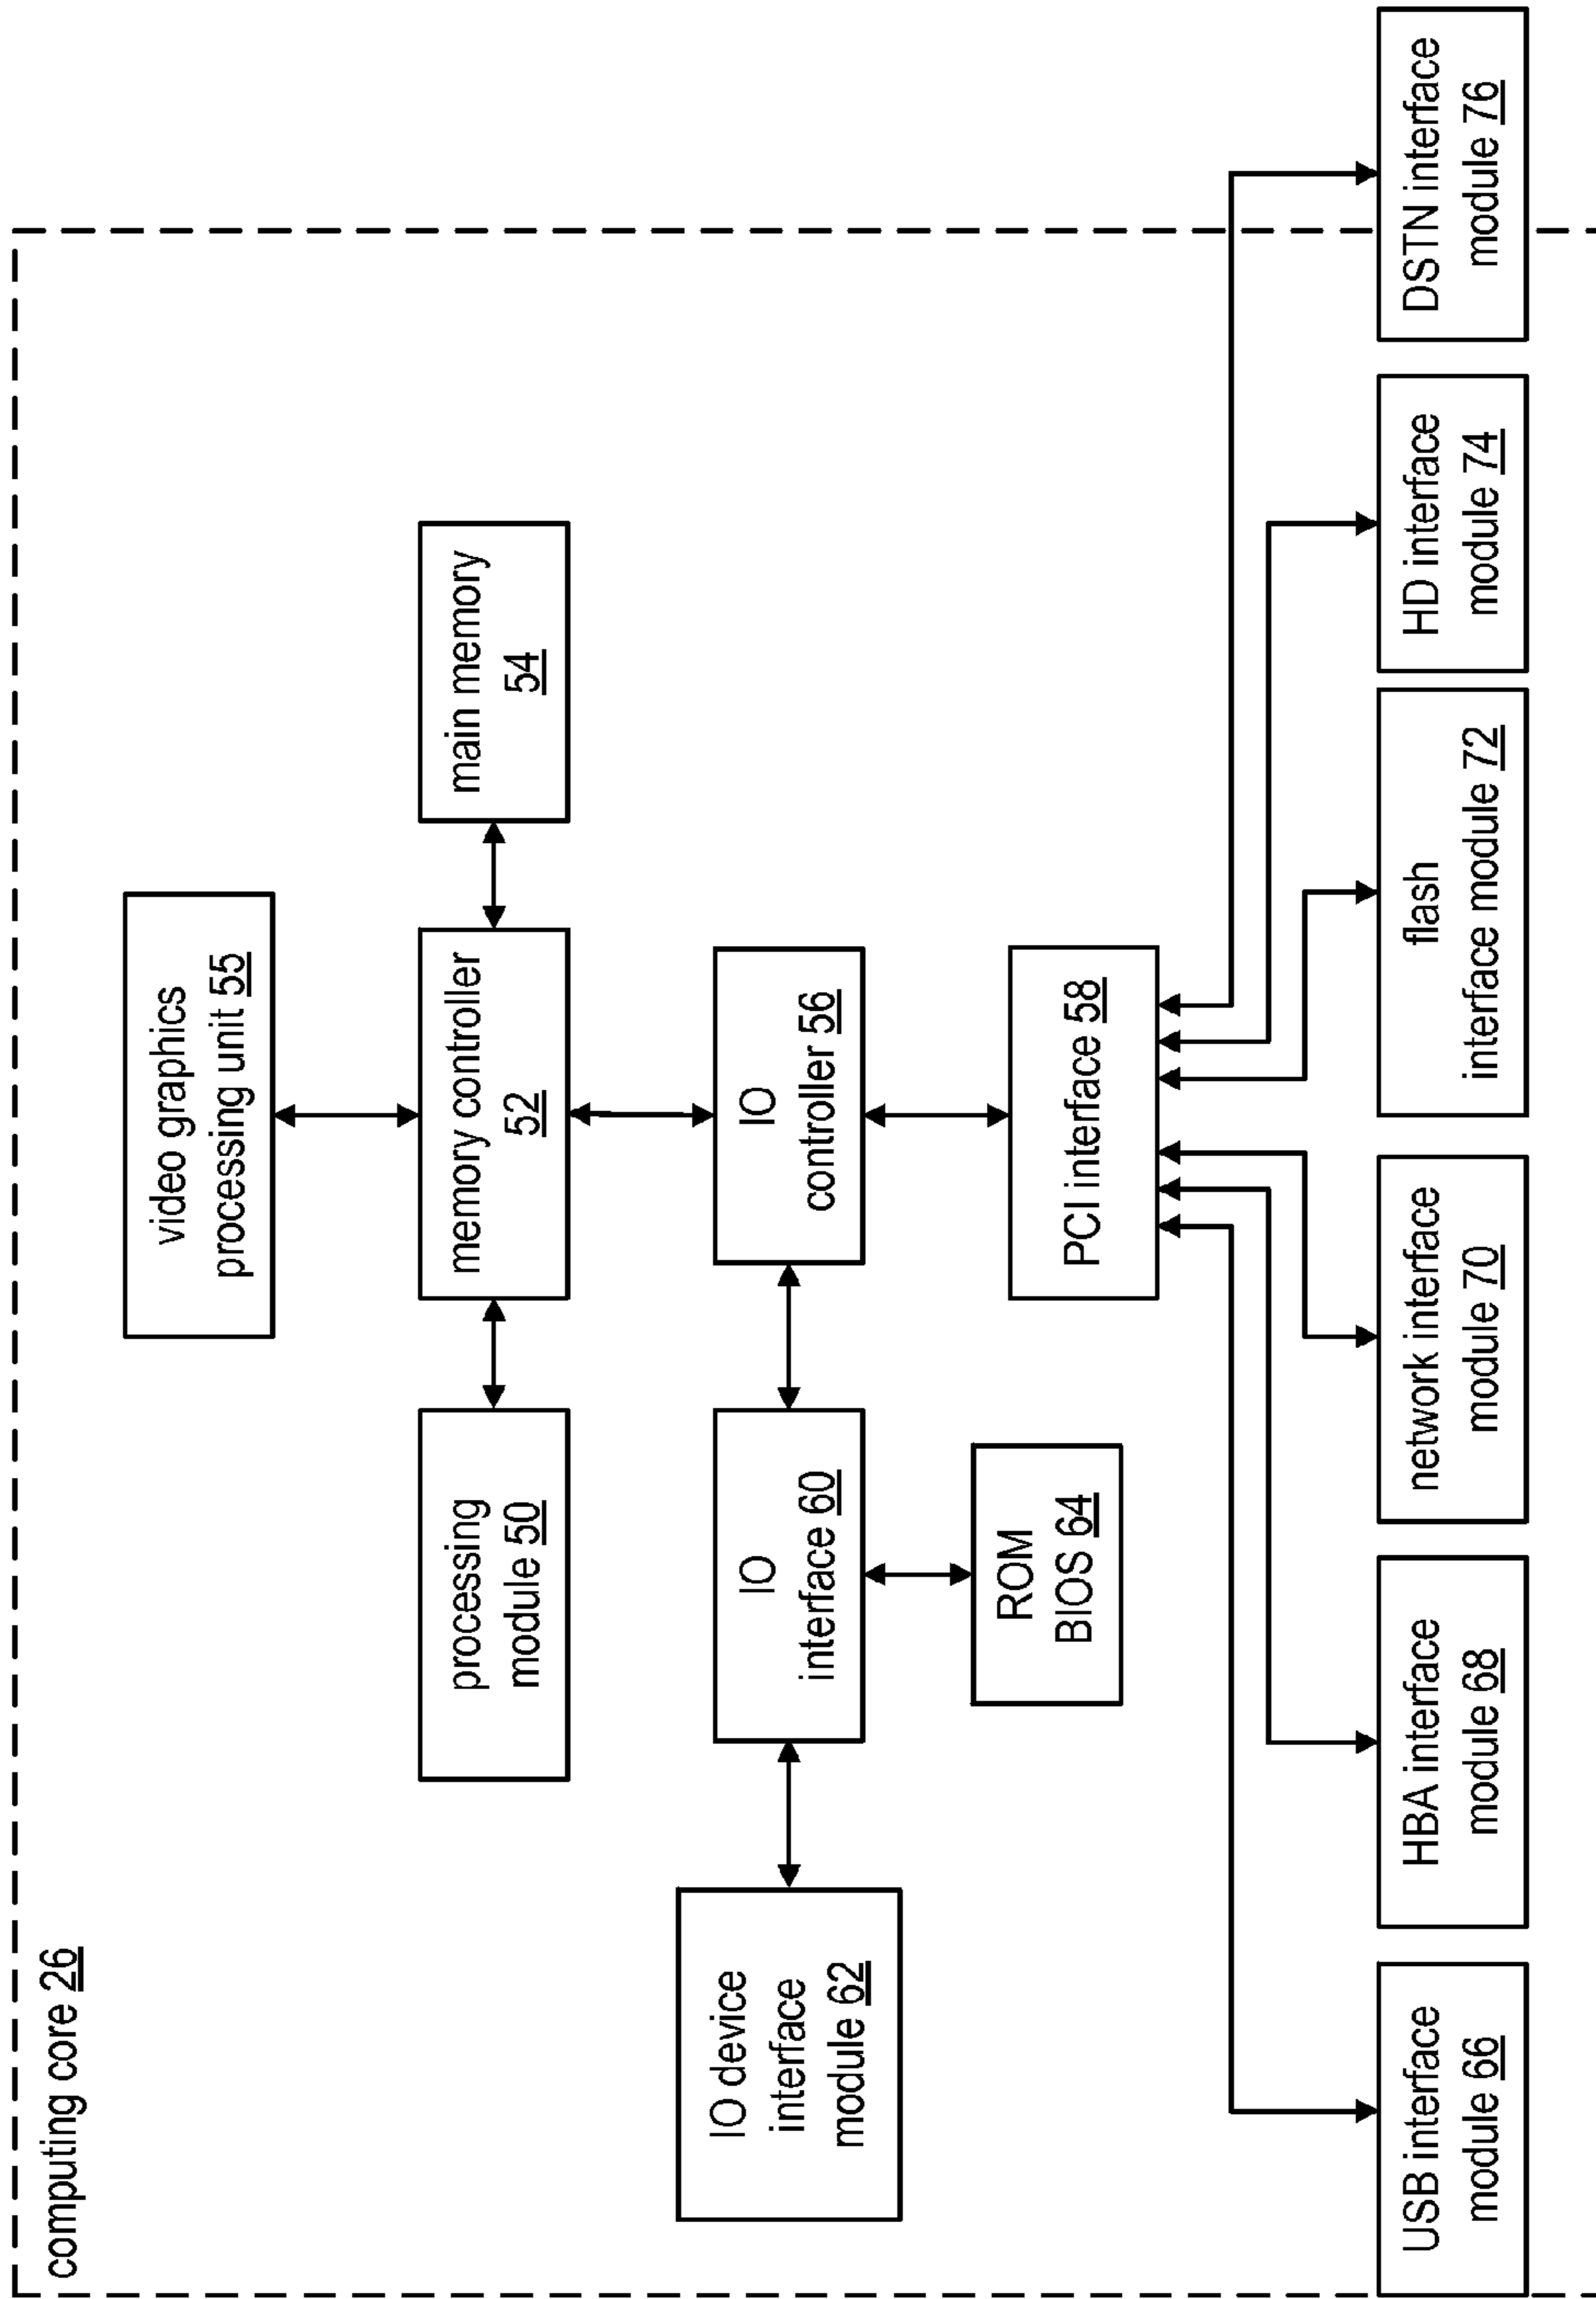 computing core 26
video graphics
processing unit 55
processing
module 50
memory controller
52
main memory
54
IO device
interface
module 62
IO
interface 60
IO
controller 56
ROM
BIOS 64
PCI interface 58
USB interface
module 66
HBA interface
module 68
network interface
module 70
flash
interface module 72
HD interface
module 74
DSTN interface
module 76